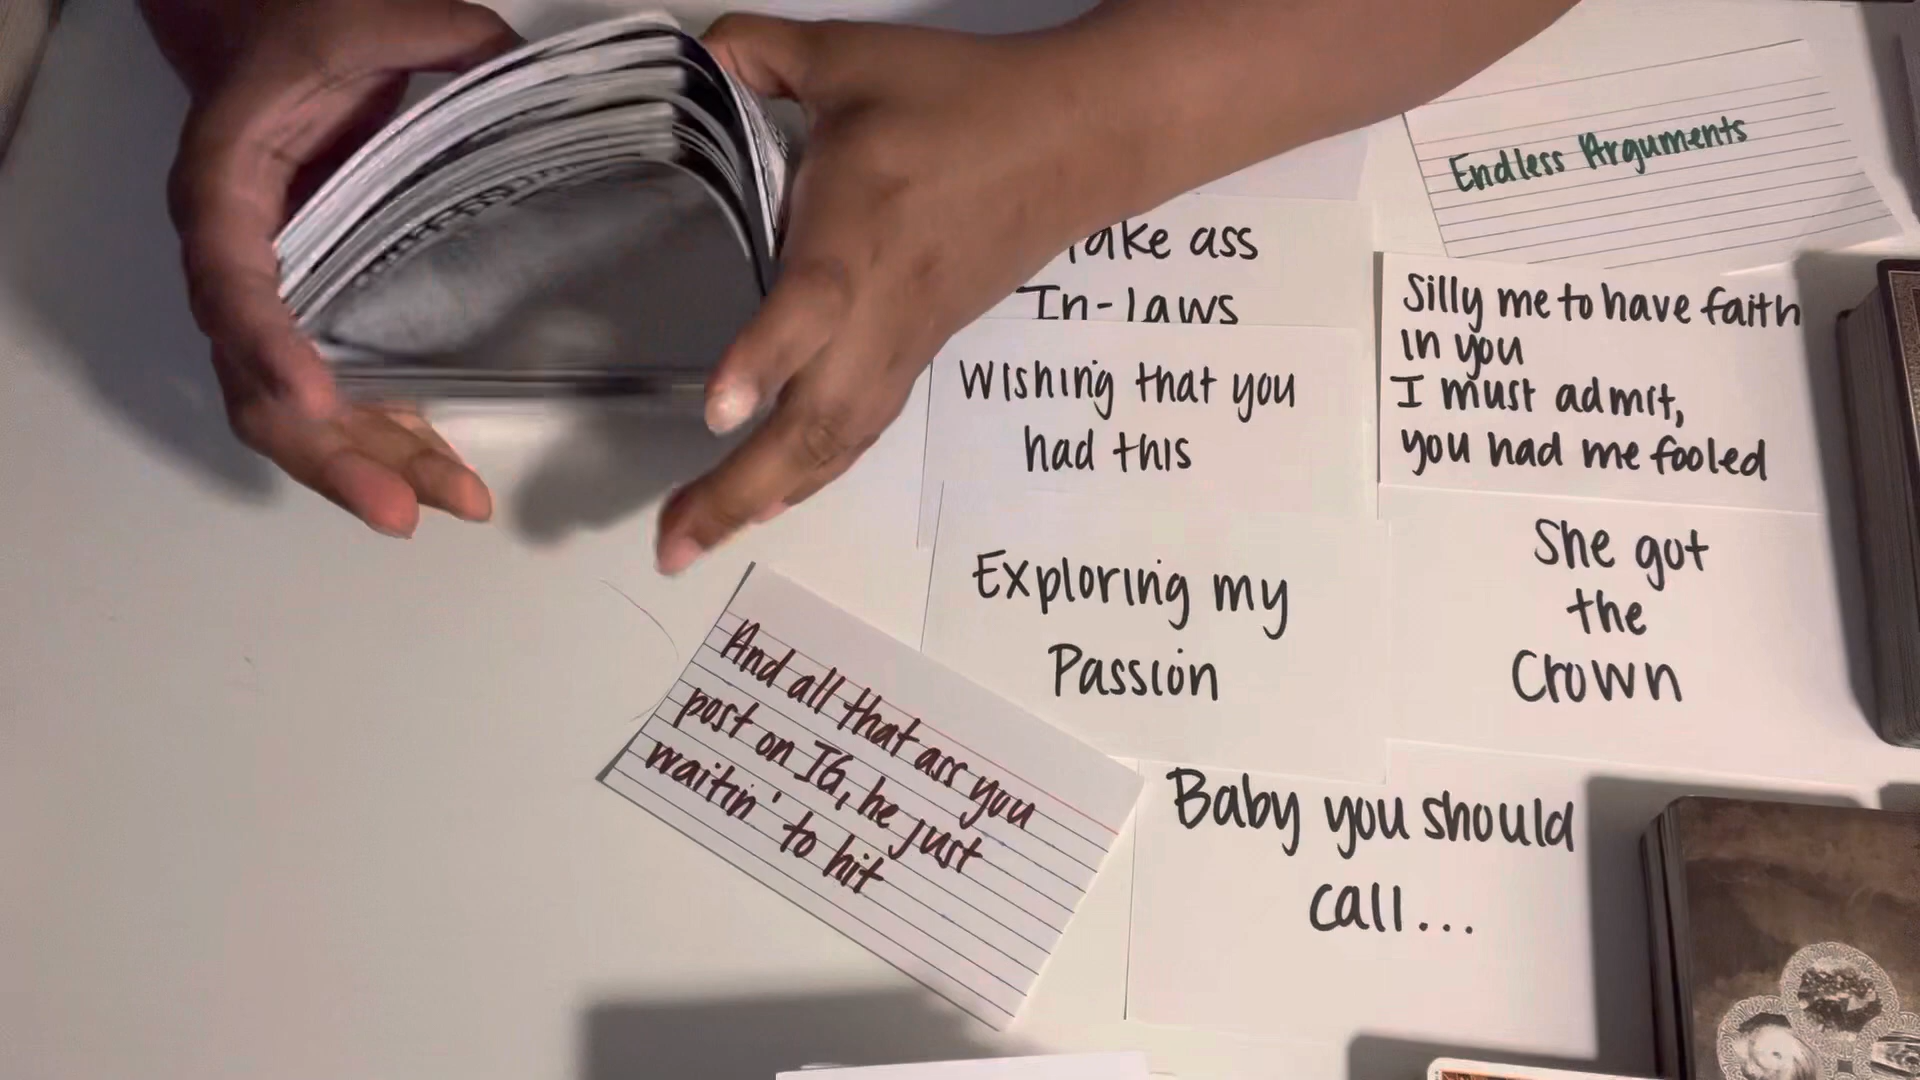 Endless Arguments
ass
In-laws
Silly me to have faith
in you
I must admit,
you had me fooled
Wishing that you
had this
She got
the
Crown
Exploring my
Passion
And all that ass you
post on IG, he just
waitin' to hit
Baby you should
call...